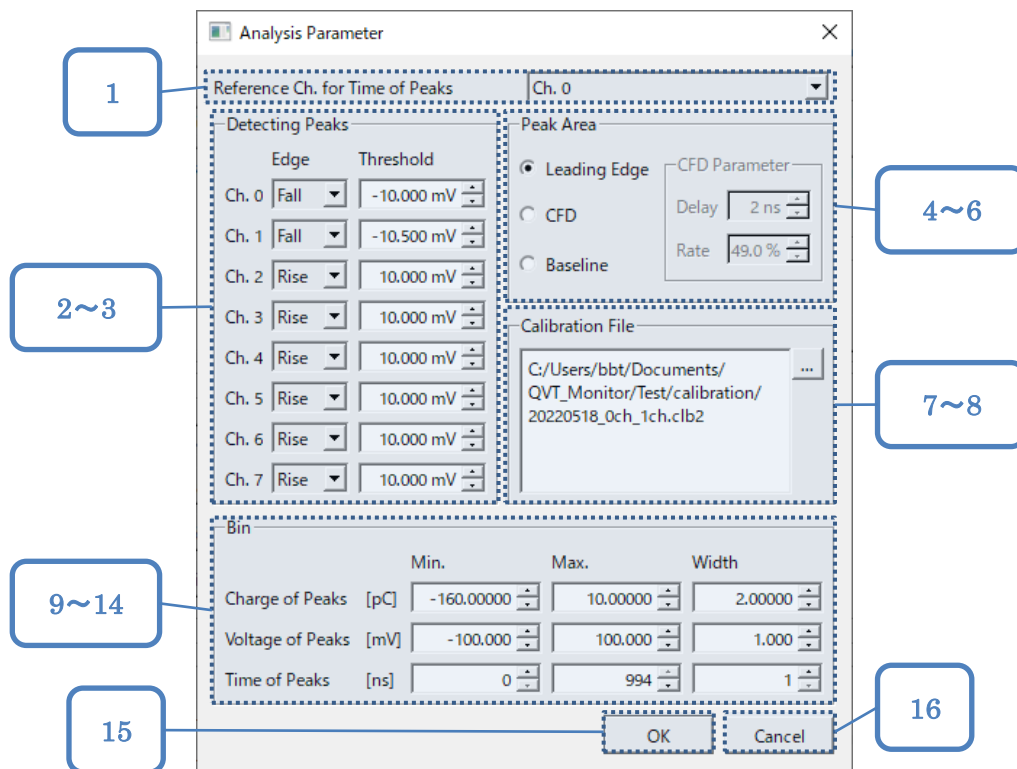 Analysis Parameter
1
Reference Ch. for Time of Peaks Ch. 0
Detecting Peaks
Edge Threshold
Ch. 0 Fall -10.000 mV
Ch. 1 Fall -10.500 mV
Ch. 2 Rise 10.000 mV
Ch. 3 Rise 10.000 mV
Ch. 4 Rise 10.000 mV
Ch. 5 Rise 10.000 mV
Ch. 6 Rise 10.000 mV
Ch. 7 Rise 10.000 mV
2~3
Peak Area
Leading Edge
CFD
Baseline
CFD Parameter
Delay 2 ns
Rate 49.0 %
4~6
Calibration File
C:/Users/bbt/Documents/
QVT_Monitor/Test/calibration/
20220518_0ch_1ch.clb2
...
7~8
Bin
Min. Max. Width
Charge of Peaks [pC] -160.00000 10.00000 2.00000
Voltage of Peaks [mV] -100.000 100.000 1.000
Time of Peaks [ns] 0 994 1
9~14
OK
15
Cancel
16